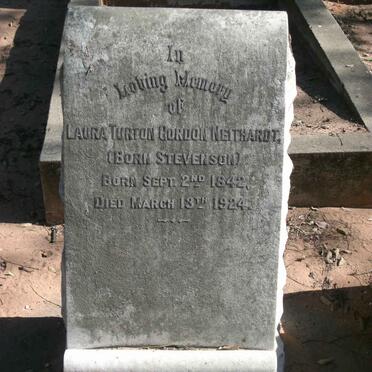 In
Loving Memory
of
LAURA TURTON GORDON NEITHARDT,
(BORN STEVENSON)
BORN SEPT. 2ND 1842,
DIED MARCH 13TH 1924.